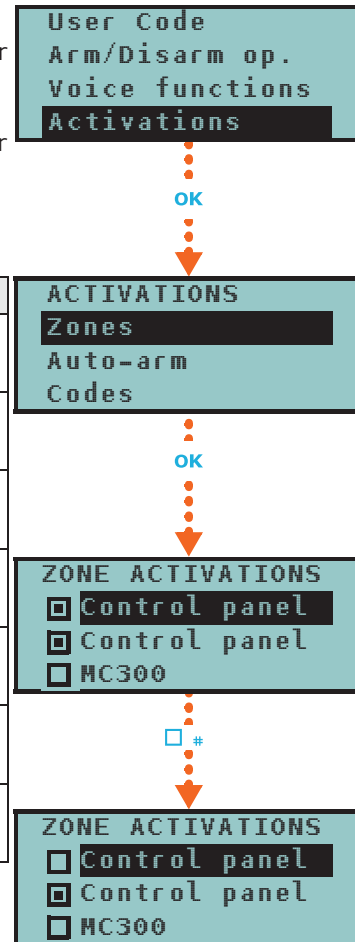 User Code
r
Arm/Disarm op.
Voice functions
Activations
r
OK
ACTIVATIONS
Zones
Auto-arm
Codes
OK
ZONE ACTIVATIONS
Control panel
Control panel
MC300
#
ZONE ACTIVATIONS
Control panel
Control panel
MC300